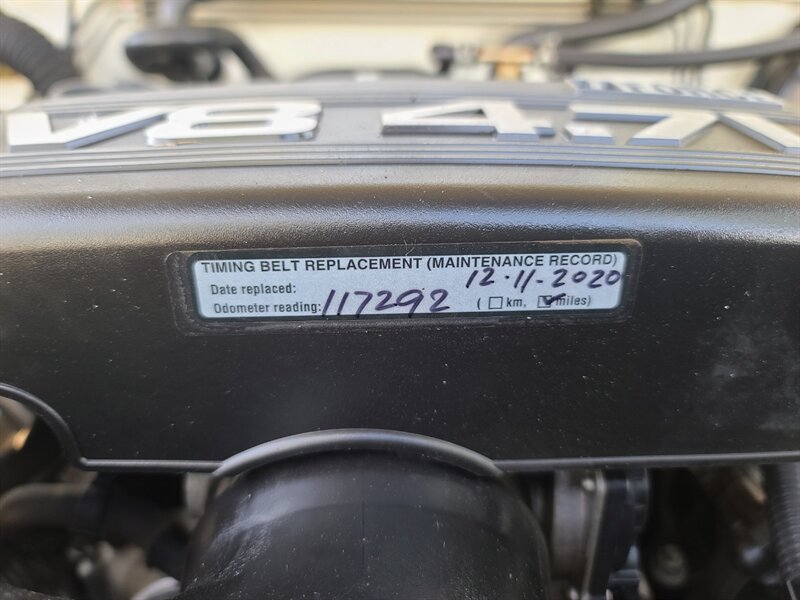 V8 4.7
TIMING BELT REPLACEMENT (MAINTENANCE RECORD)
Date replaced: 12-11-2020
Odometer reading: 117292 ( ☐ km, ☑ miles)